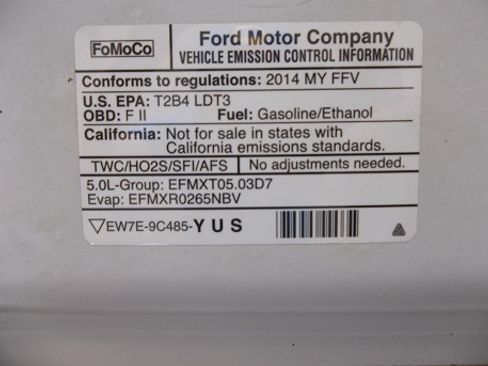 FoMoCo
Ford Motor Company
VEHICLE EMISSION CONTROL INFORMATION
Conforms to regulations: 2014 MY FFV
U.S. EPA: T2B4 LDT3
OBD: F II Fuel: Gasoline/Ethanol
California: Not for sale in states with
California emissions standards.
TWC/HO2S/SFI/AFS No adjustments needed.
5.0L-Group: EFMXT05.03D7
Evap: EFMXR0265NBV
EW7E-9C485-YUS